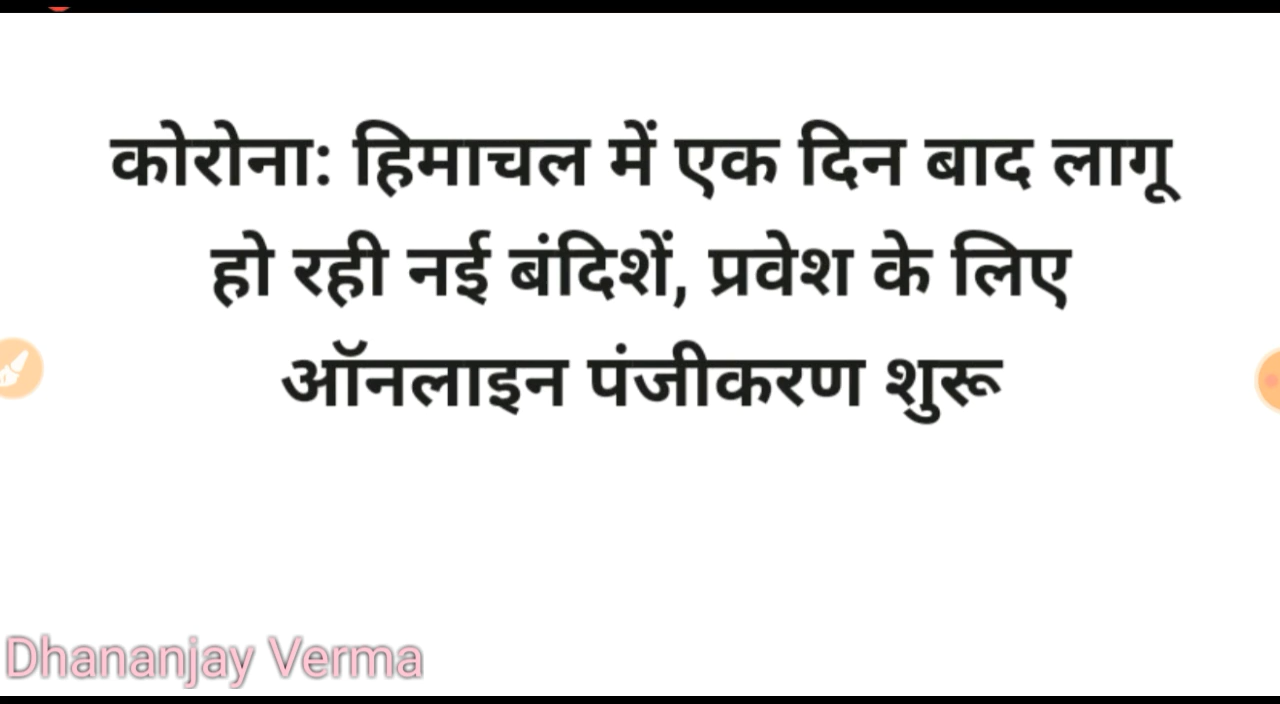 कोरोना: हिमाचल में एक दिन बाद लागू
हो रही नई बंदिशें, प्रवेश के लिए
ऑनलाइन पंजीकरण शुरू
Dhananjay Verma